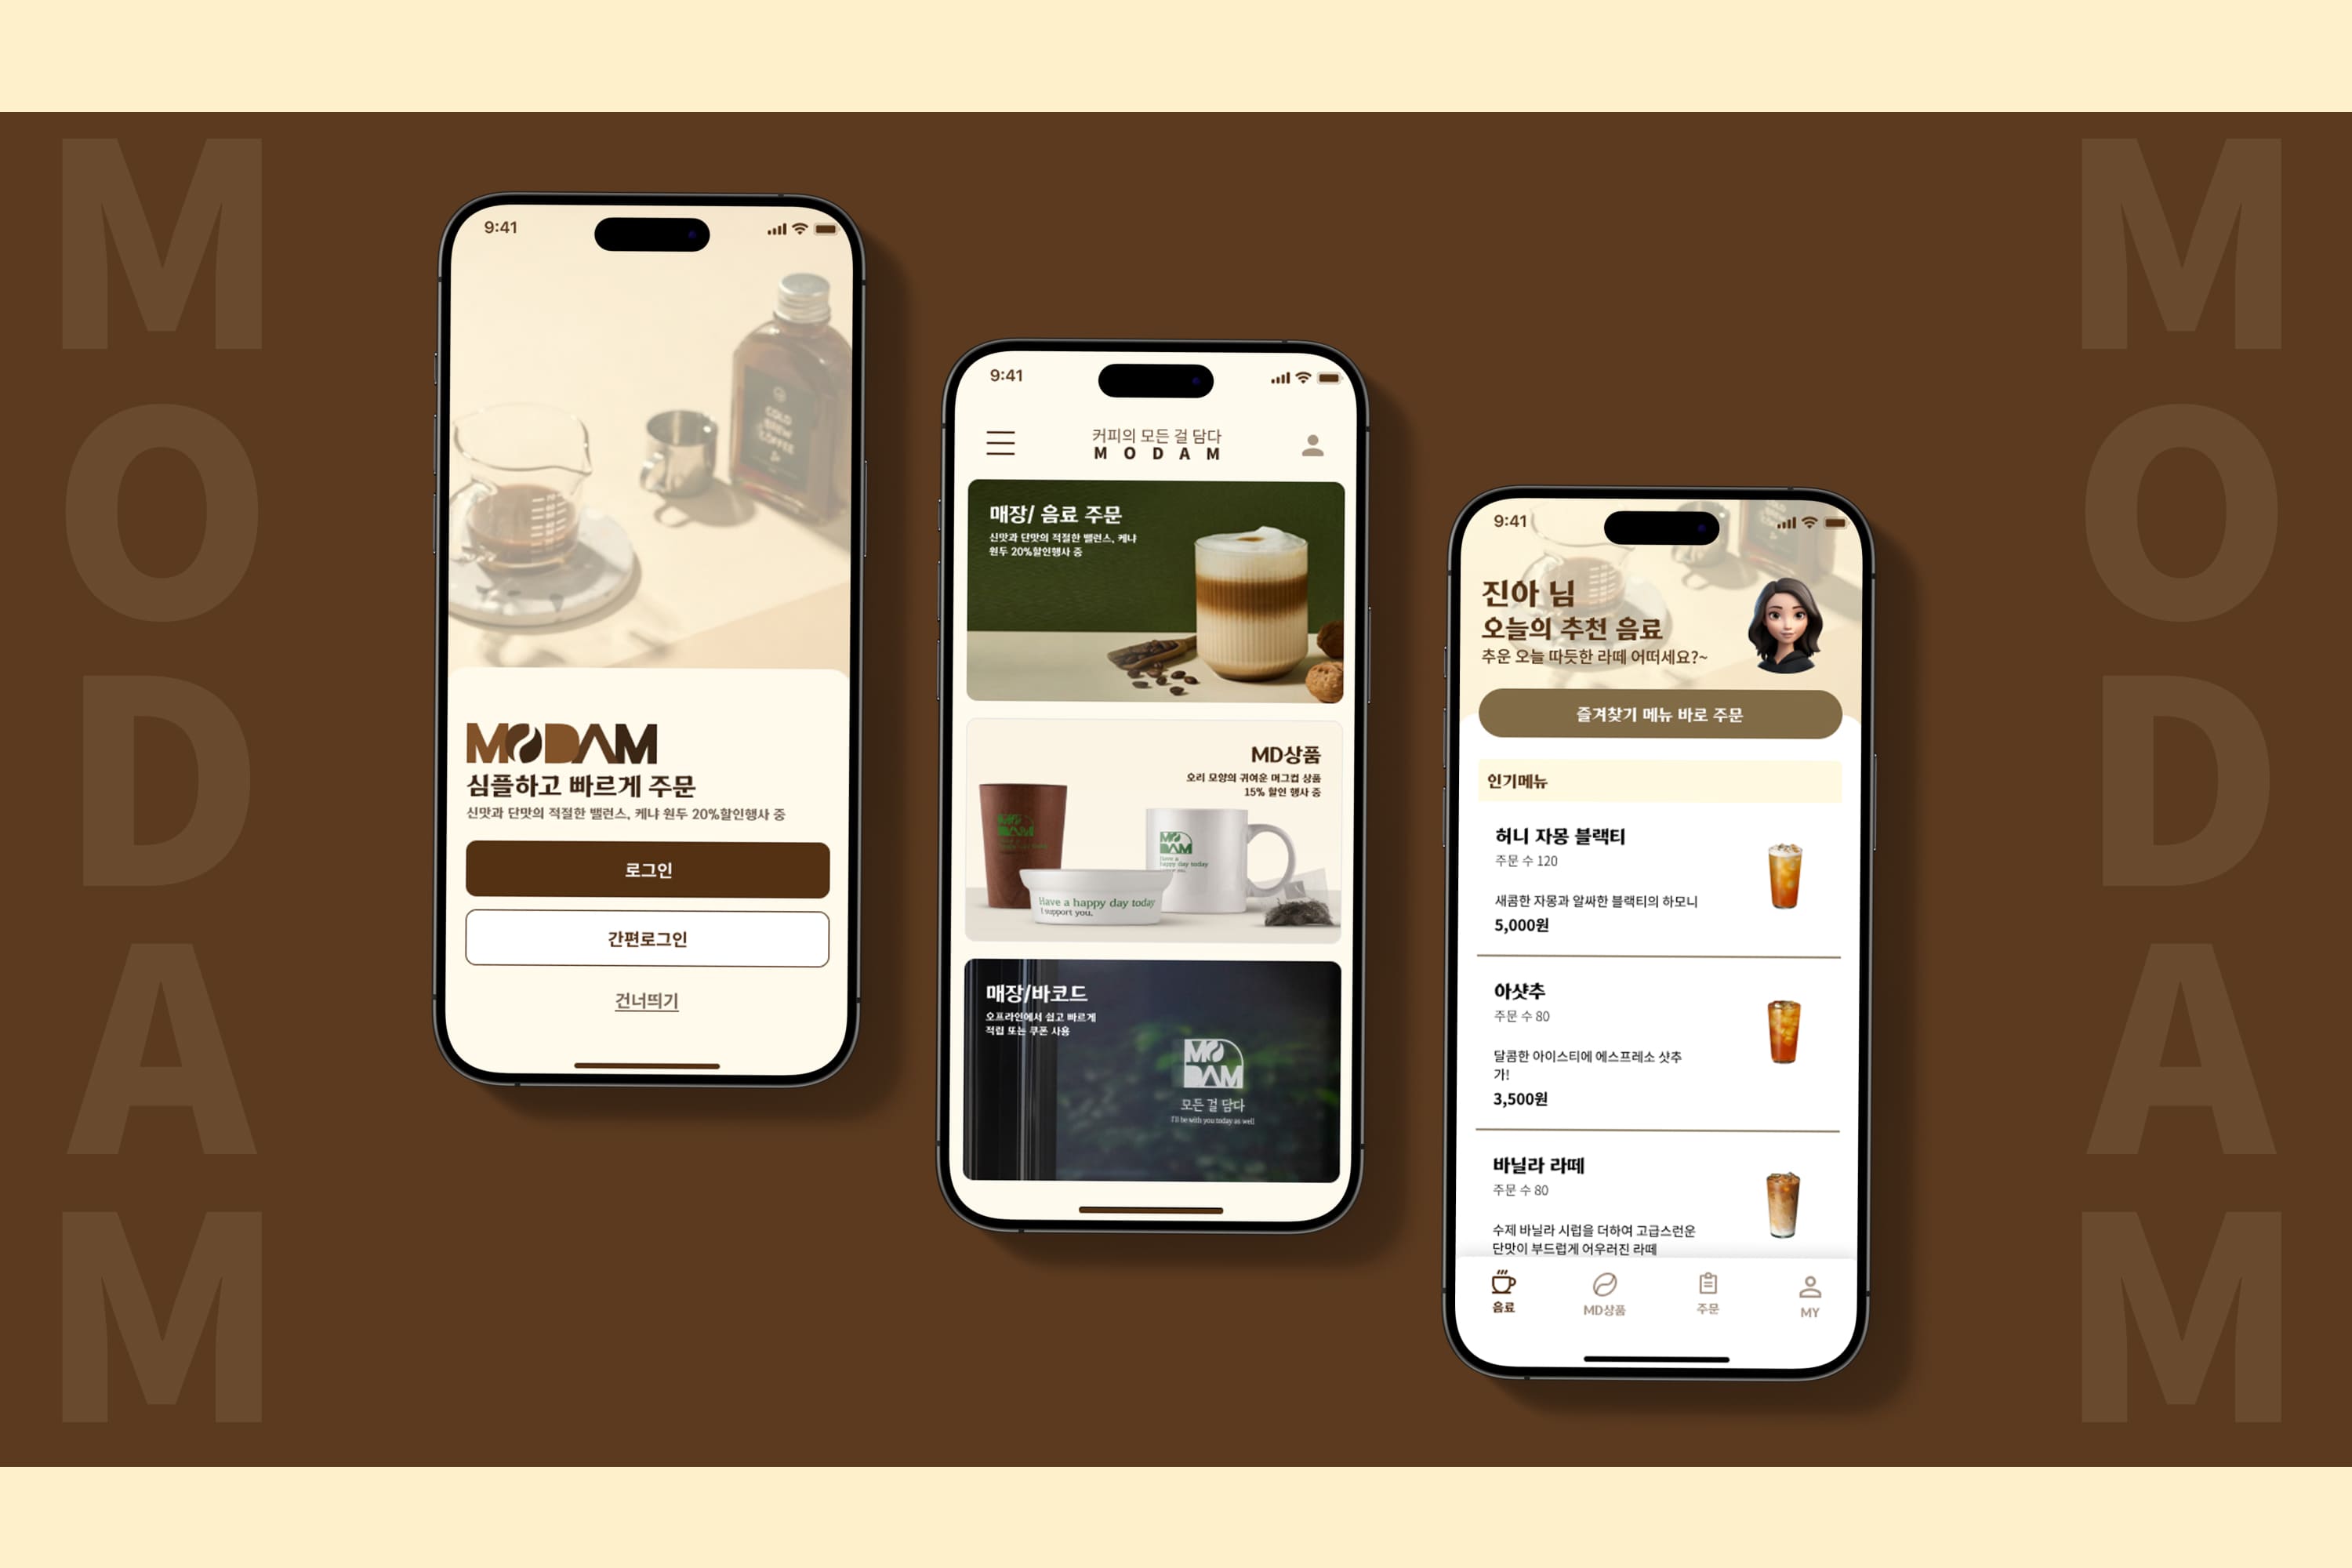 M
O
D
A
M
9:41
COLD
BREW
COFFEE
MODAM
심플하고 빠르게 주문
신맛과 단맛의 적절한 밸런스, 케냐 원두 20%할인행사 중
로그인
간편로그인
건너띄기
9:41
커피의 모든 걸 담다
M O D A M
매장/ 음료 주문
신맛과 단맛의 적절한 밸런스, 케냐
원두 20%할인행사 중
MD상품
오리 모양의 귀여운 머그컵 상품
15% 할인 행사 중
MO
DAM
MO
DAM
Have a
happy day today
Have a happy day today
I support you.
매장/바코드
오프라인에서 쉽고 빠르게
적립 또는 쿠폰 사용
MO
DAM
모든 걸 담다
I'll be with you today as well
9:41
진아 님
오늘의 추천 음료
추운 오늘 따듯한 라떼 어떠세요?~
즐겨찾기 메뉴 바로 주문
인기메뉴
허니 자몽 블랙티
주문 수 120
새콤한 자몽과 알싸한 블랙티의 하모니
5,000원
아샷추
주문 수 80
달콤한 아이스티에 에스프레소 샷추
가!
3,500원
바닐라 라떼
주문 수 80
수제 바닐라 시럽을 더하여 고급스런운
단맛이 부드럽게 어우러진 라떼
음료
MD상품
주문
MY
M
O
D
A
M